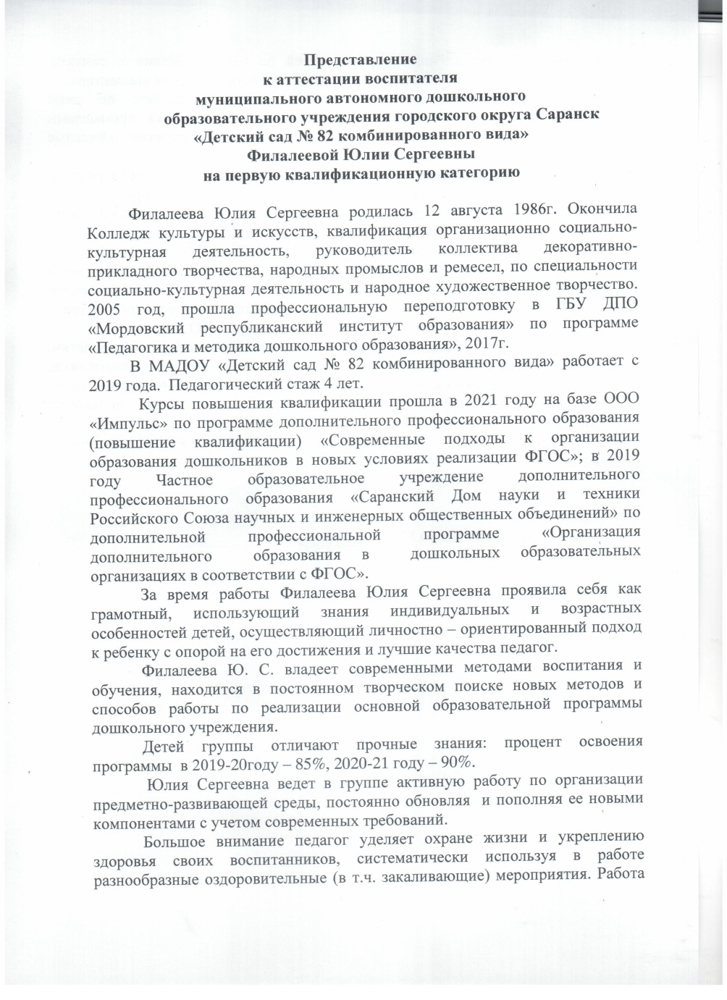 Представление
к аттестации воспитателя
муниципального автономного дошкольного
образовательного учреждения городского округа Саранск
«Детский сад № 82 комбинированного вида»
Филалеевой Юлии Сергеевны
на первую квалификационную категорию
Филалеева Юлия Сергеевна родилась 12 августа 1986г. Окончила
Колледж культуры и искусств, квалификация организационно социально-
культурная деятельность, руководитель коллектива декоративно-
прикладного творчества, народных промыслов и ремесел, по специальности
социально-культурная деятельность и народное художественное творчество.
2005 год, прошла профессиональную переподготовку в ГБУ ДПО
«Мордовский республиканский институт образования» по программе
«Педагогика и методика дошкольного образования», 2017г.
В МАДОУ «Детский сад № 82 комбинированного вида» работает с
2019 года. Педагогический стаж 4 лет.
Курсы повышения квалификации прошла в 2021 году на базе ООО
«Импульс» по программе дополнительного профессионального образования
(повышение квалификации) «Современные подходы к организации
образования дошкольников в новых условиях реализации ФГОС»; в 2019
году Частное образовательное учреждение дополнительного
профессионального образования «Саранский Дом науки и техники
Российского Союза научных и инженерных общественных объединений» по
дополнительной профессиональной программе «Организация
дополнительного образования в дошкольных образовательных
организациях в соответствии с ФГОС».
За время работы Филалеева Юлия Сергеевна проявила себя как
грамотный, использующий знания индивидуальных и возрастных
особенностей детей, осуществляющий личностно – ориентированный подход
к ребенку с опорой на его достижения и лучшие качества педагог.
Филалеева Ю. С. владеет современными методами воспитания и
обучения, находится в постоянном творческом поиске новых методов и
способов работы по реализации основной образовательной программы
дошкольного учреждения.
Детей группы отличают прочные знания: процент освоения
программы в 2019-20году – 85%, 2020-21 году – 90%.
Юлия Сергеевна ведет в группе активную работу по организации
предметно-развивающей среды, постоянно обновляя и пополняя ее новыми
компонентами с учетом современных требований.
Большое внимание педагог уделяет охране жизни и укреплению
здоровья своих воспитанников, систематически используя в работе
разнообразные оздоровительные (в т.ч. закаливающие) мероприятия. Работа